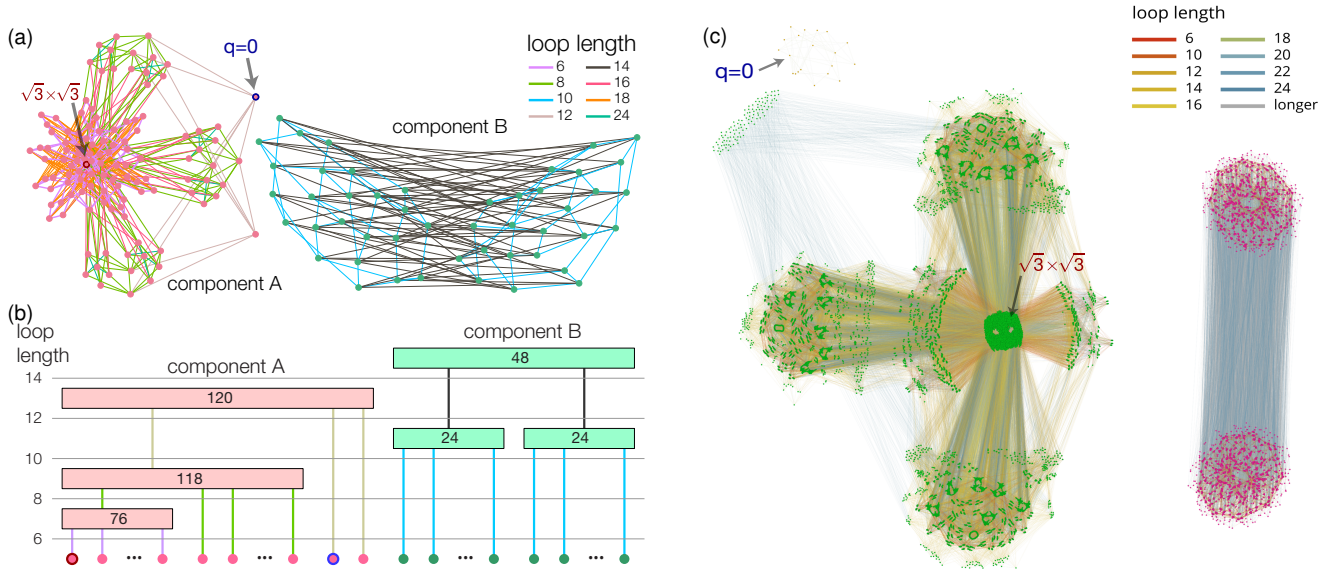 (a)
q=0
√3×√3
loop length
6 14
8 16
10 18
12 24
component B
component A
(b)
loop
length
component A
component B
14
48
120
12
24 24
10
118
8
76
6
... ... ... ...
(c)
q=0
√3×√3
loop length
6 18
10 20
12 22
14 24
16 longer